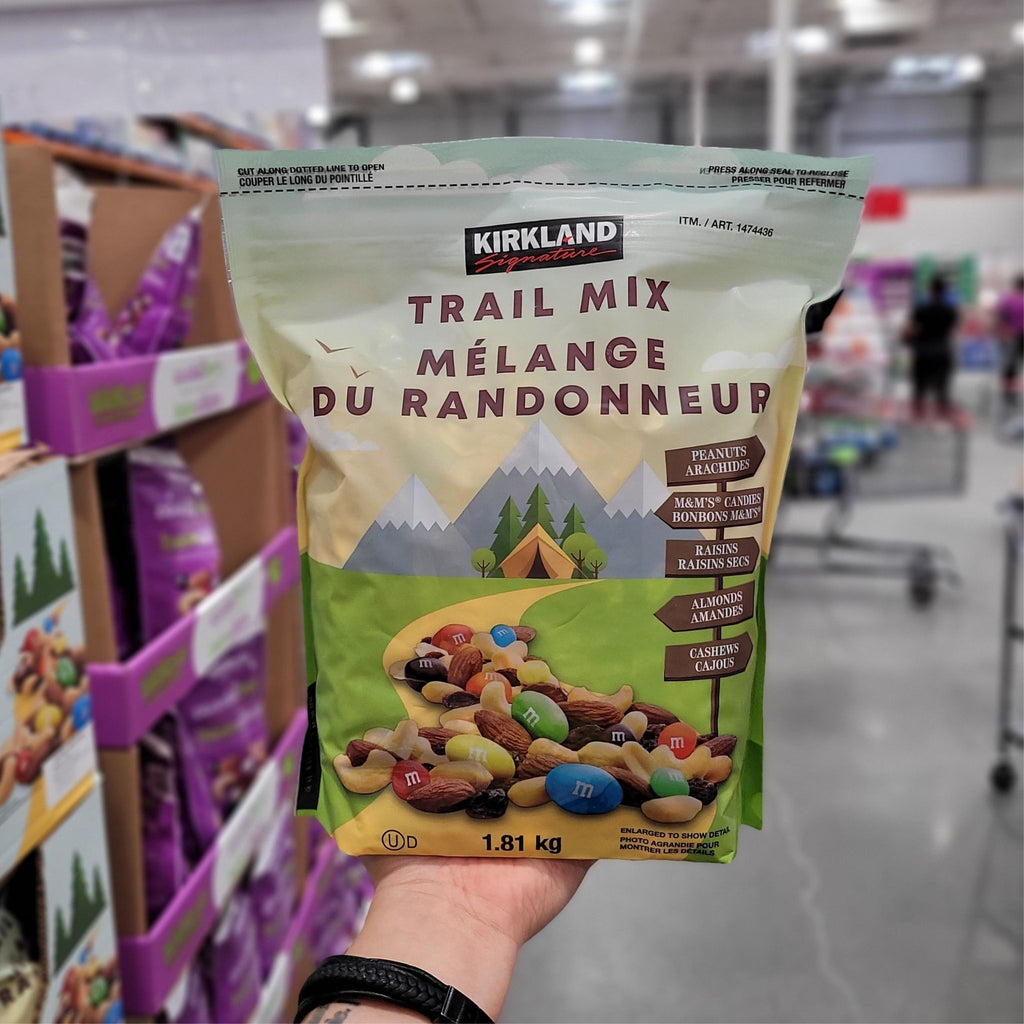 CUT ALONG DOTTED LINE TO OPEN
COUPER LE LONG DU POINTILLÉ
PRESS ALONG SEAL TO RECLOSE
PRESSER POUR REFERMER
ITM. / ART. 1474436
KIRKLAND
Signature
TRAIL MIX
MÉLANGE
DU RANDONNEUR
PEANUTS
ARACHIDES
M&M'S® CANDIES
BONBONS M&M'S®
RAISINS
RAISINS SECS
ALMONDS
AMANDES
CASHEWS
CAJOUS
m
m
m
m
m
m
m
m
m
m
m
U D
1.81 kg
ENLARGED TO SHOW DETAIL
PHOTO AGRANDIE POUR
MONTRER LES DÉTAILS